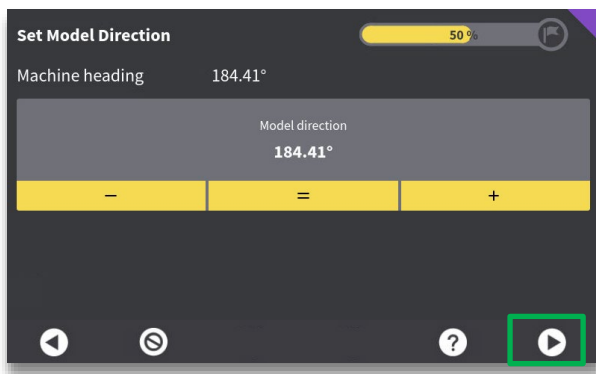 Set Model Direction
50 %
Machine heading 184.41°
Model direction
184.41°
− = +
?